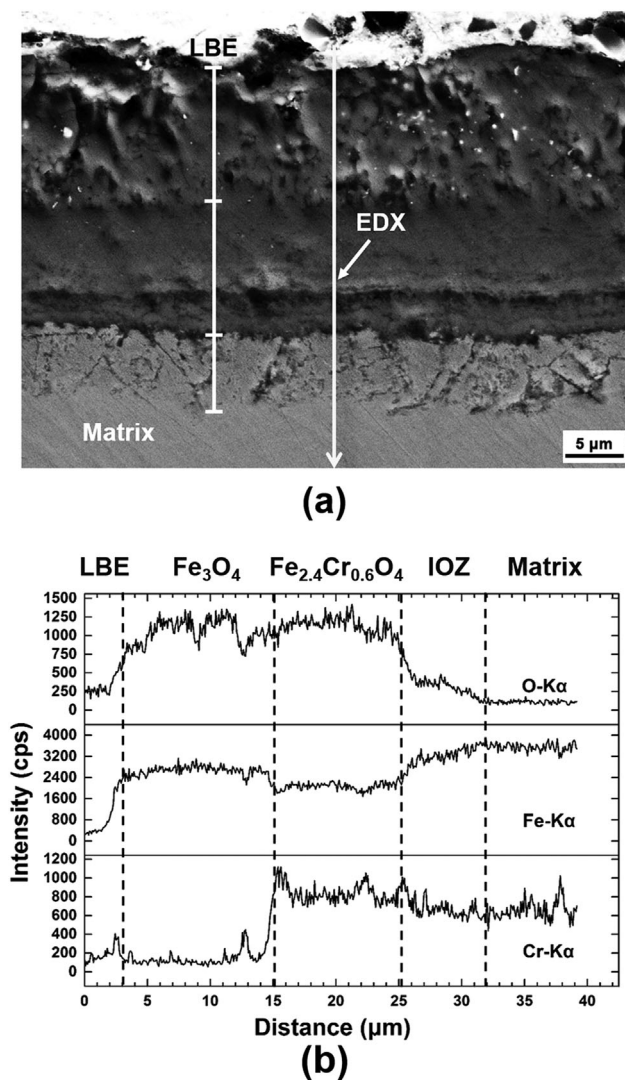 LBE
EDX
Matrix
5 µm
(a)
LBE Fe3O4 Fe2.4Cr0.6O4 IOZ Matrix
1500
1250
1000
750
500
250
0
O-Kα
3600
3200
2400
1600
800
0
Fe-Kα
1200
1000
800
600
400
200
0
Cr-Kα
Intensity (cps)
0 5 10 15 20 25 30 35 40
Distance (µm)
(b)